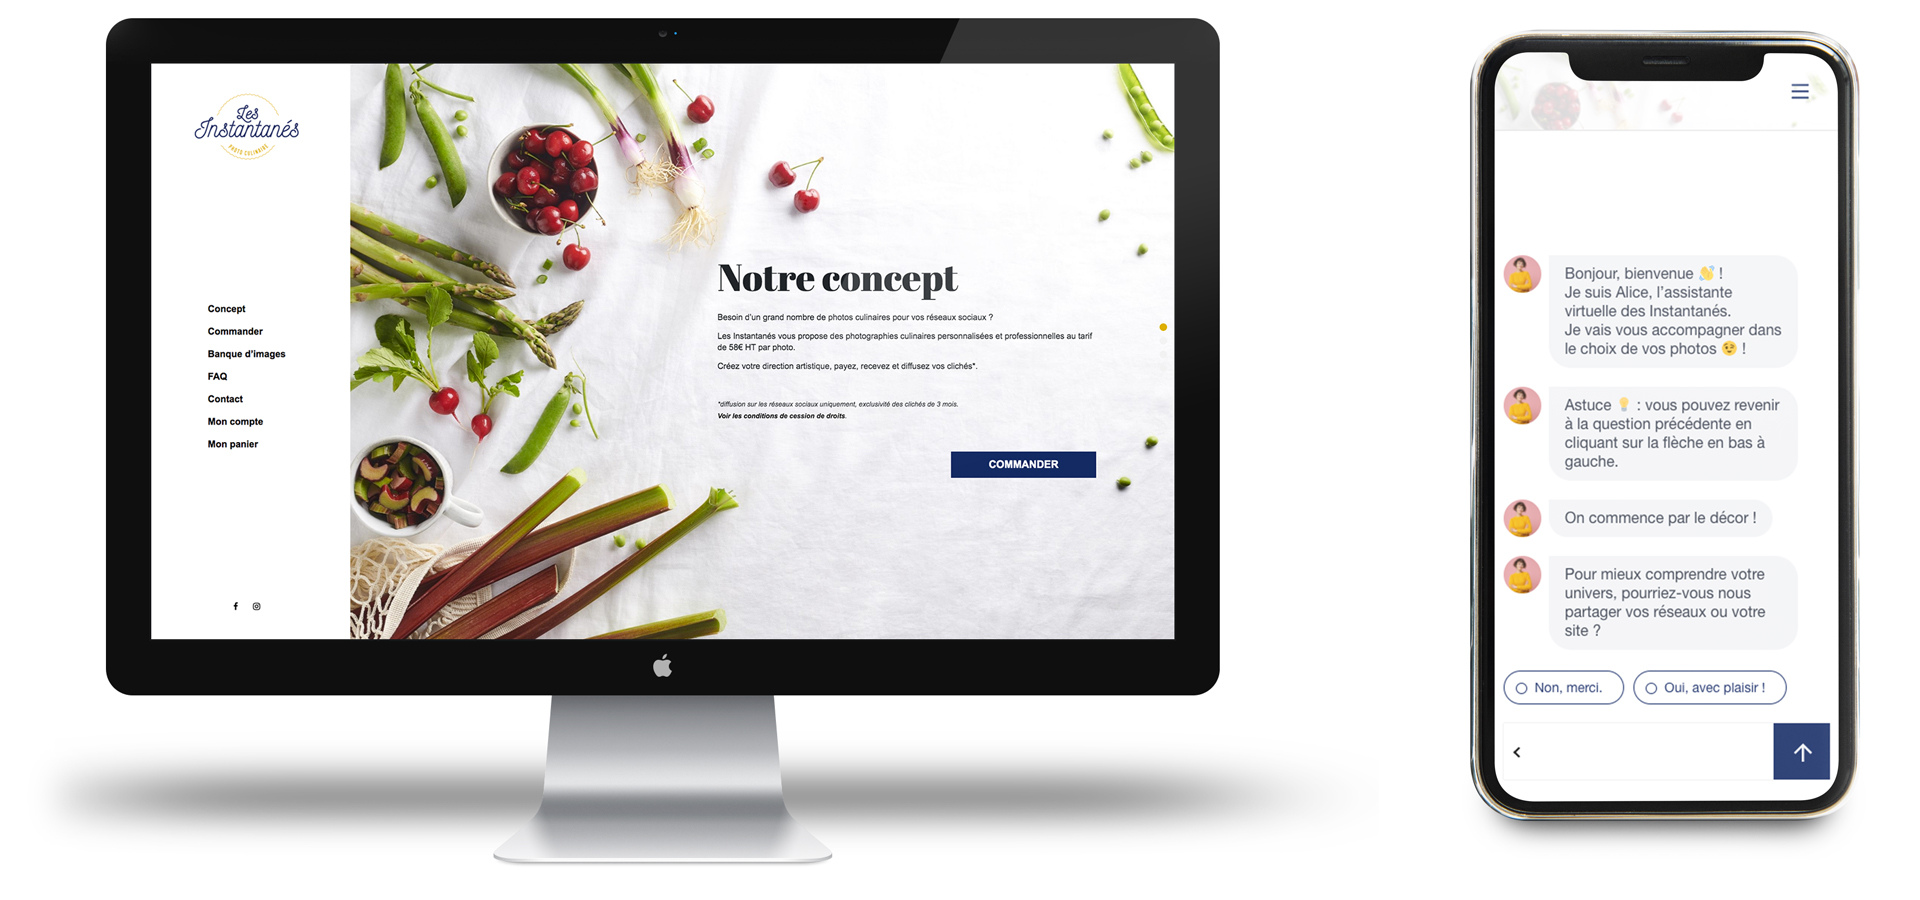 Les
Instantanés
PHOTO CULINAIRE
Concept
Commander
Banque d'images
FAQ
Contact
Mon compte
Mon panier
Notre concept
Besoin d'un grand nombre de photos culinaires pour vos réseaux sociaux ?
Les Instantanés vous propose des photographies culinaires personnalisées et professionnelles au tarif
de 58€ HT par photo.
Créez votre direction artistique, payez, recevez et diffusez vos clichés*.
*diffusion sur les réseaux sociaux uniquement, exclusivité des clichés de 3 mois.
Voir les conditions de cession de droits.
COMMANDER
Bonjour, bienvenue 👋 !
Je suis Alice, l'assistante
virtuelle des Instantanés.
Je vais vous accompagner dans
le choix de vos photos 😉 !
Astuce 💡 : vous pouvez revenir
à la question précédente en
cliquant sur la flèche en bas à
gauche.
On commence par le décor !
Pour mieux comprendre votre
univers, pourriez-vous nous
partager vos réseaux ou votre
site ?
Non, merci.
Oui, avec plaisir !